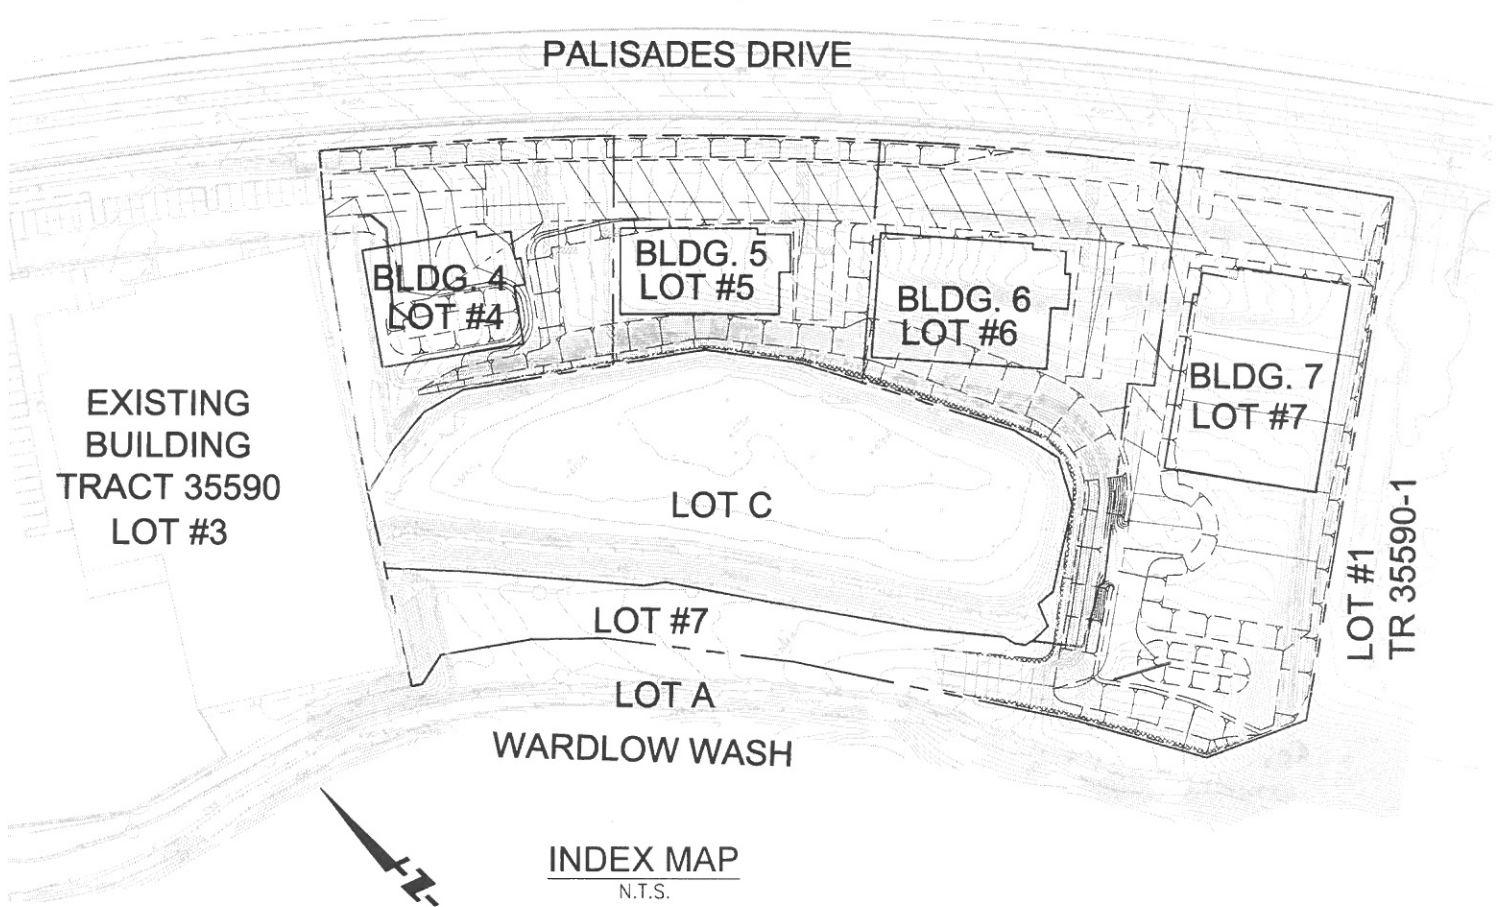 PALISADES DRIVE
BLDG. 4
LOT #4
BLDG. 5
LOT #5
BLDG. 6
LOT #6
BLDG. 7
LOT #7
EXISTING
BUILDING
TRACT 35590
LOT #3
LOT C
LOT #7
LOT A
WARDLOW WASH
LOT #1
TR 35590-1
INDEX MAP
N.T.S.
N